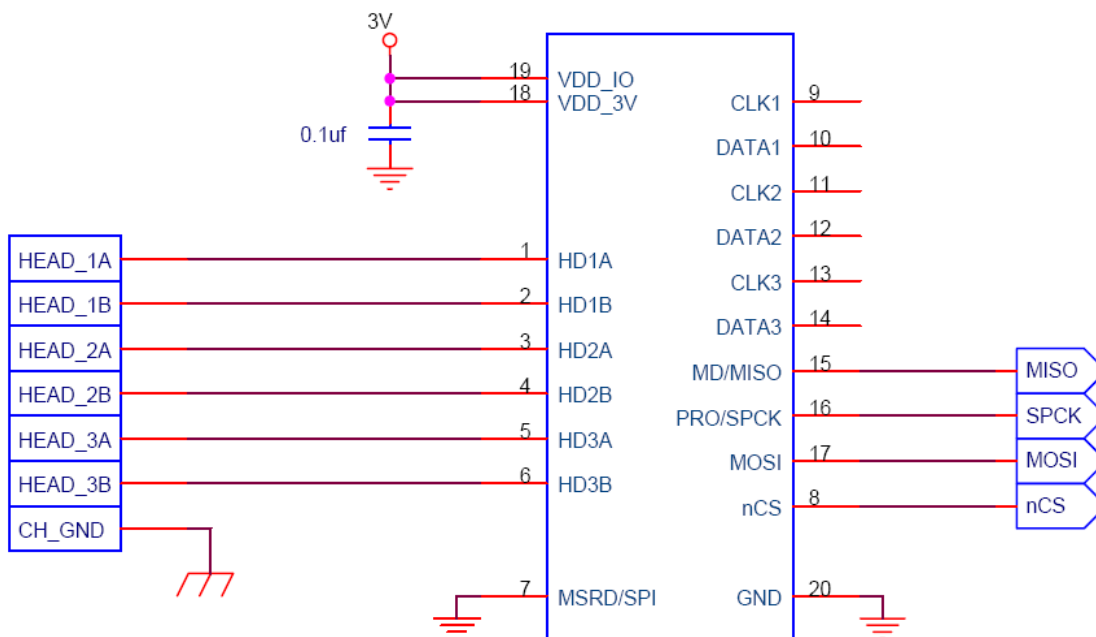 3V
0.1uf
HEAD_1A
HEAD_1B
HEAD_2A
HEAD_2B
HEAD_3A
HEAD_3B
CH_GND
19 VDD_IO
18 VDD_3V
1 HD1A
2 HD1B
3 HD2A
4 HD2B
5 HD3A
6 HD3B
7 MSRD/SPI
CLK1 9
DATA1 10
CLK2 11
DATA2 12
CLK3 13
DATA3 14
MD/MISO 15
PRO/SPCK 16
MOSI 17
nCS 8
GND 20
MISO
SPCK
MOSI
nCS